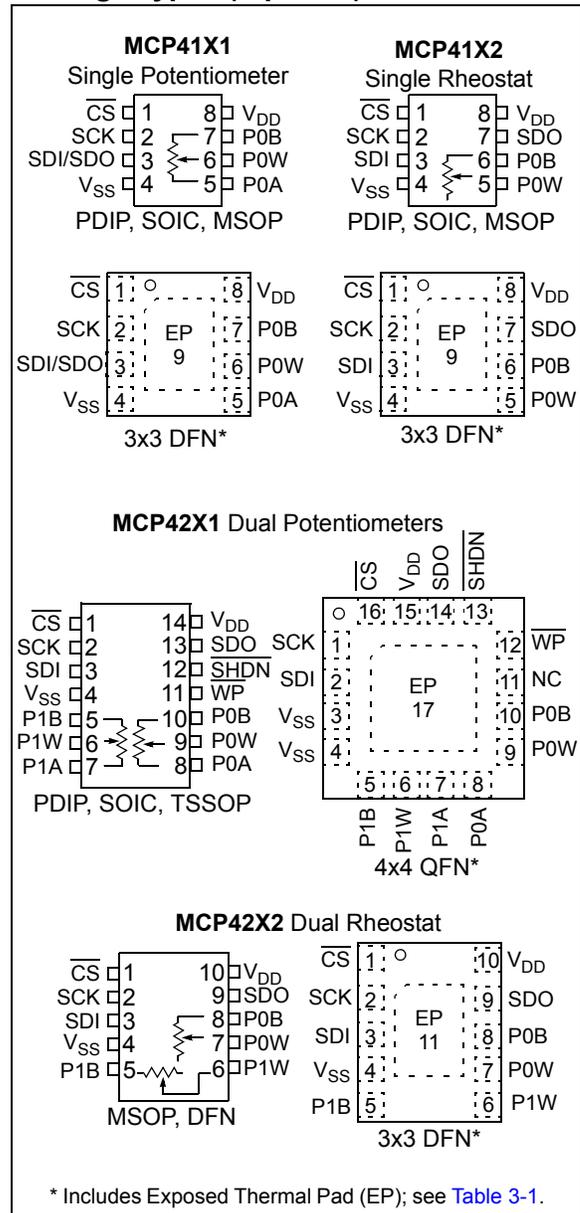 MCP41X1
Single Potentiometer
CS 1 8 VDD
SCK 2 7 P0B
SDI/SDO 3 6 P0W
VSS 4 5 P0A
PDIP, SOIC, MSOP
MCP41X2
Single Rheostat
CS 1 8 VDD
SCK 2 7 SDO
SDI 3 6 P0B
VSS 4 5 P0W
PDIP, SOIC, MSOP
CS 1 8 VDD
SCK 2 EP 7 P0B
SDI/SDO 3 9 6 P0W
VSS 4 5 P0A
3x3 DFN*
CS 1 8 VDD
SCK 2 EP 7 SDO
SDI 3 9 6 P0B
VSS 4 5 P0W
3x3 DFN*
MCP42X1 Dual Potentiometers
CS 1 14 VDD
SCK 2 13 SDO
SDI 3 12 SHDN
VSS 4 11 WP
P1B 5 10 P0B
P1W 6 9 P0W
P1A 7 8 P0A
PDIP, SOIC, TSSOP
CS VDD SDO SHDN
16 15 14 13
SCK 1 12 WP
SDI 2 EP 11 NC
VSS 3 17 10 P0B
VSS 4 9 P0W
5 6 7 8
P1B P1W P1A P0A
4x4 QFN*
MCP42X2 Dual Rheostat
CS 1 10 VDD
SCK 2 9 SDO
SDI 3 8 P0B
VSS 4 7 P0W
P1B 5 6 P1W
MSOP, DFN
CS 1 10 VDD
SCK 2 EP 9 SDO
SDI 3 11 8 P0B
VSS 4 7 P0W
P1B 5 6 P1W
3x3 DFN*
* Includes Exposed Thermal Pad (EP); see Table 3-1.